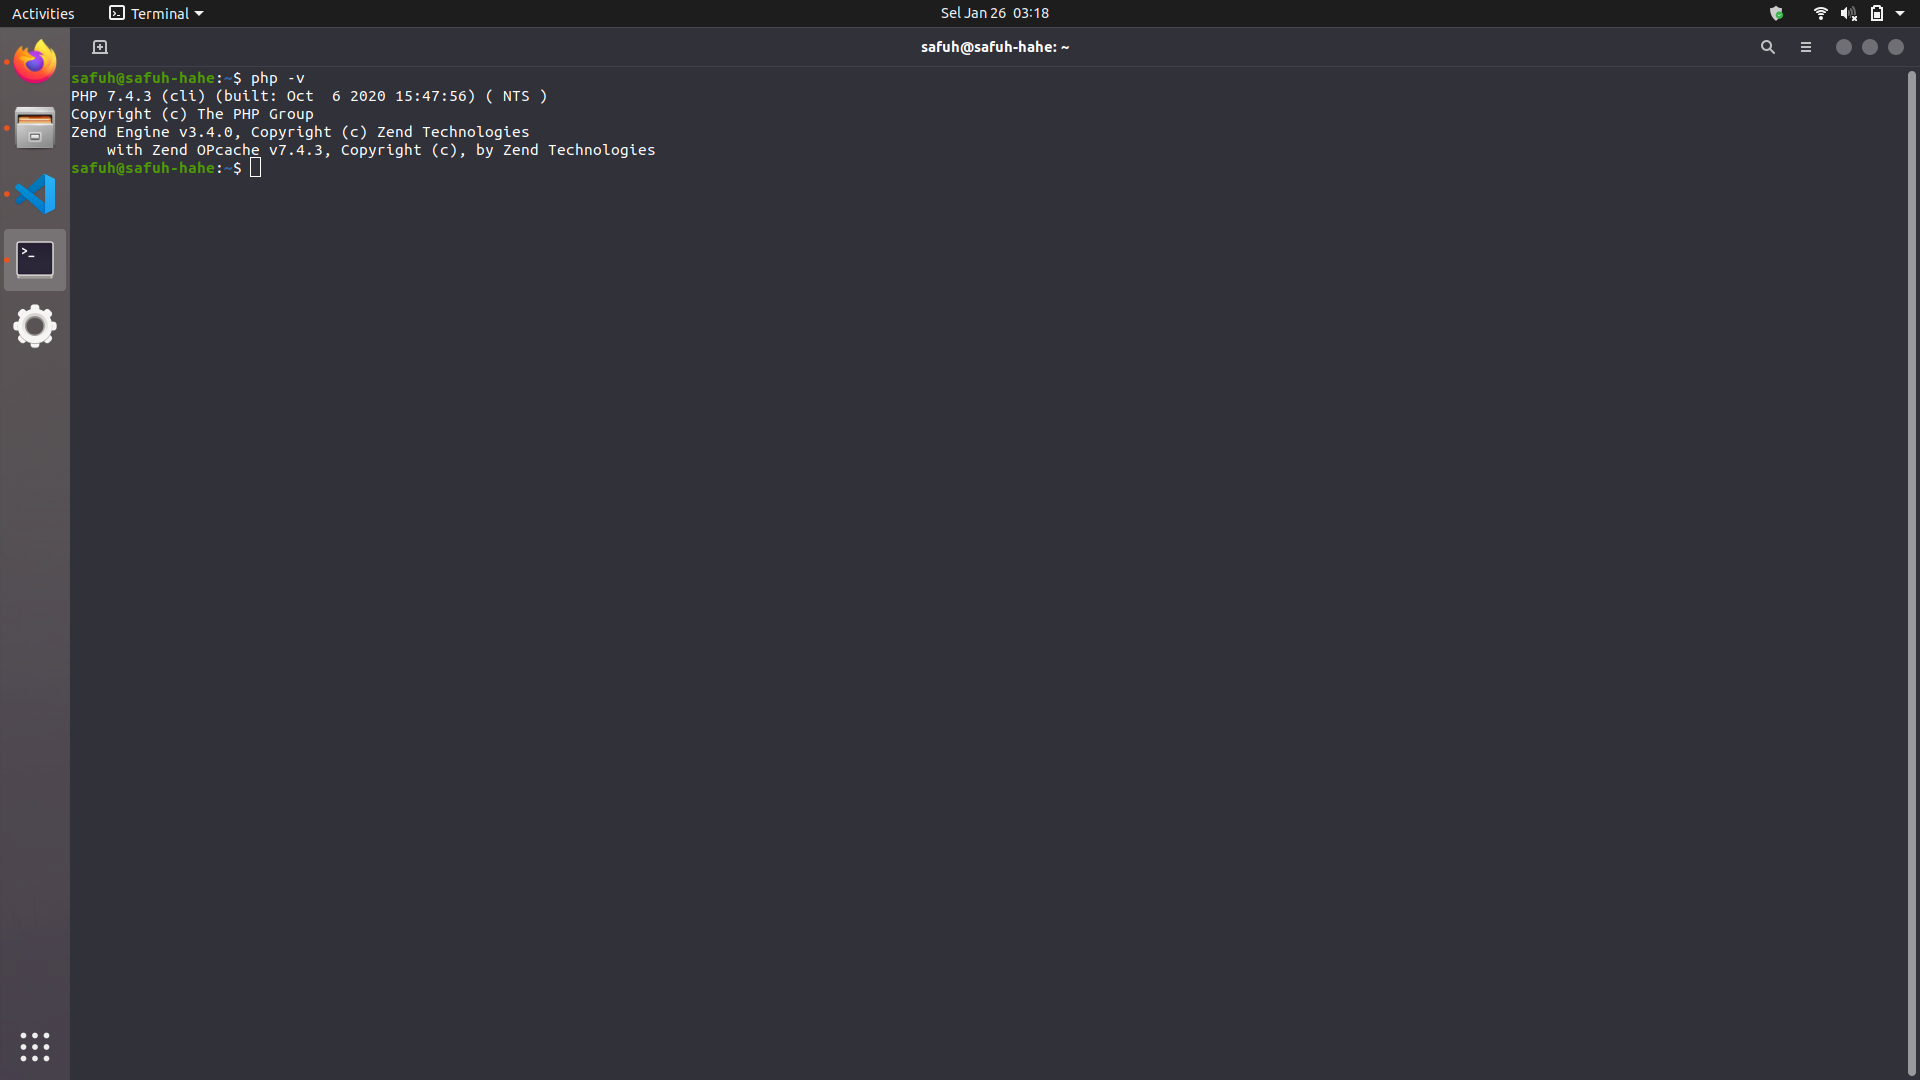 Activities
Terminal
Sel Jan 26 03:18
safuh@safuh-hahe: ~
safuh@safuh-hahe:~$ php -v
PHP 7.4.3 (cli) (built: Oct  6 2020 15:47:56) ( NTS )
Copyright (c) The PHP Group
Zend Engine v3.4.0, Copyright (c) Zend Technologies
    with Zend OPcache v7.4.3, Copyright (c), by Zend Technologies
safuh@safuh-hahe:~$